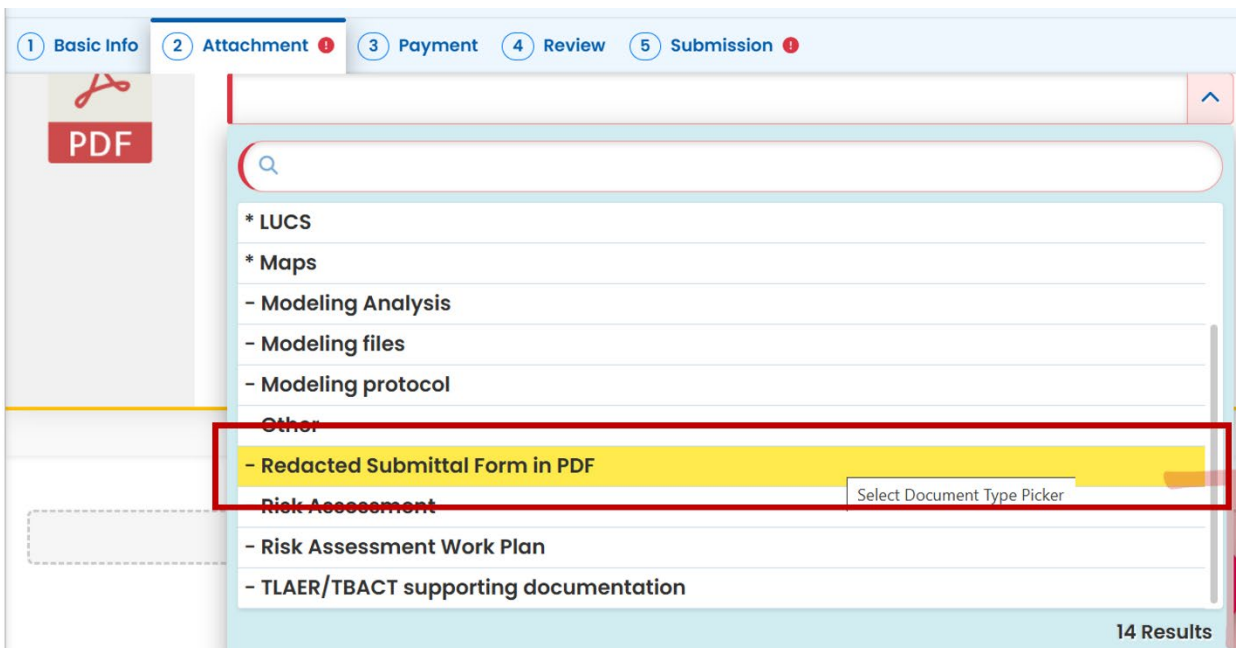 1 Basic Info 2 Attachment ! 3 Payment 4 Review 5 Submission !
PDF
* LUCS
* Maps
- Modeling Analysis
- Modeling files
- Modeling protocol
- Other
- Redacted Submittal Form in PDF
Select Document Type Picker
- Risk Assessment
- Risk Assessment Work Plan
- TLAER/TBACT supporting documentation
14 Results